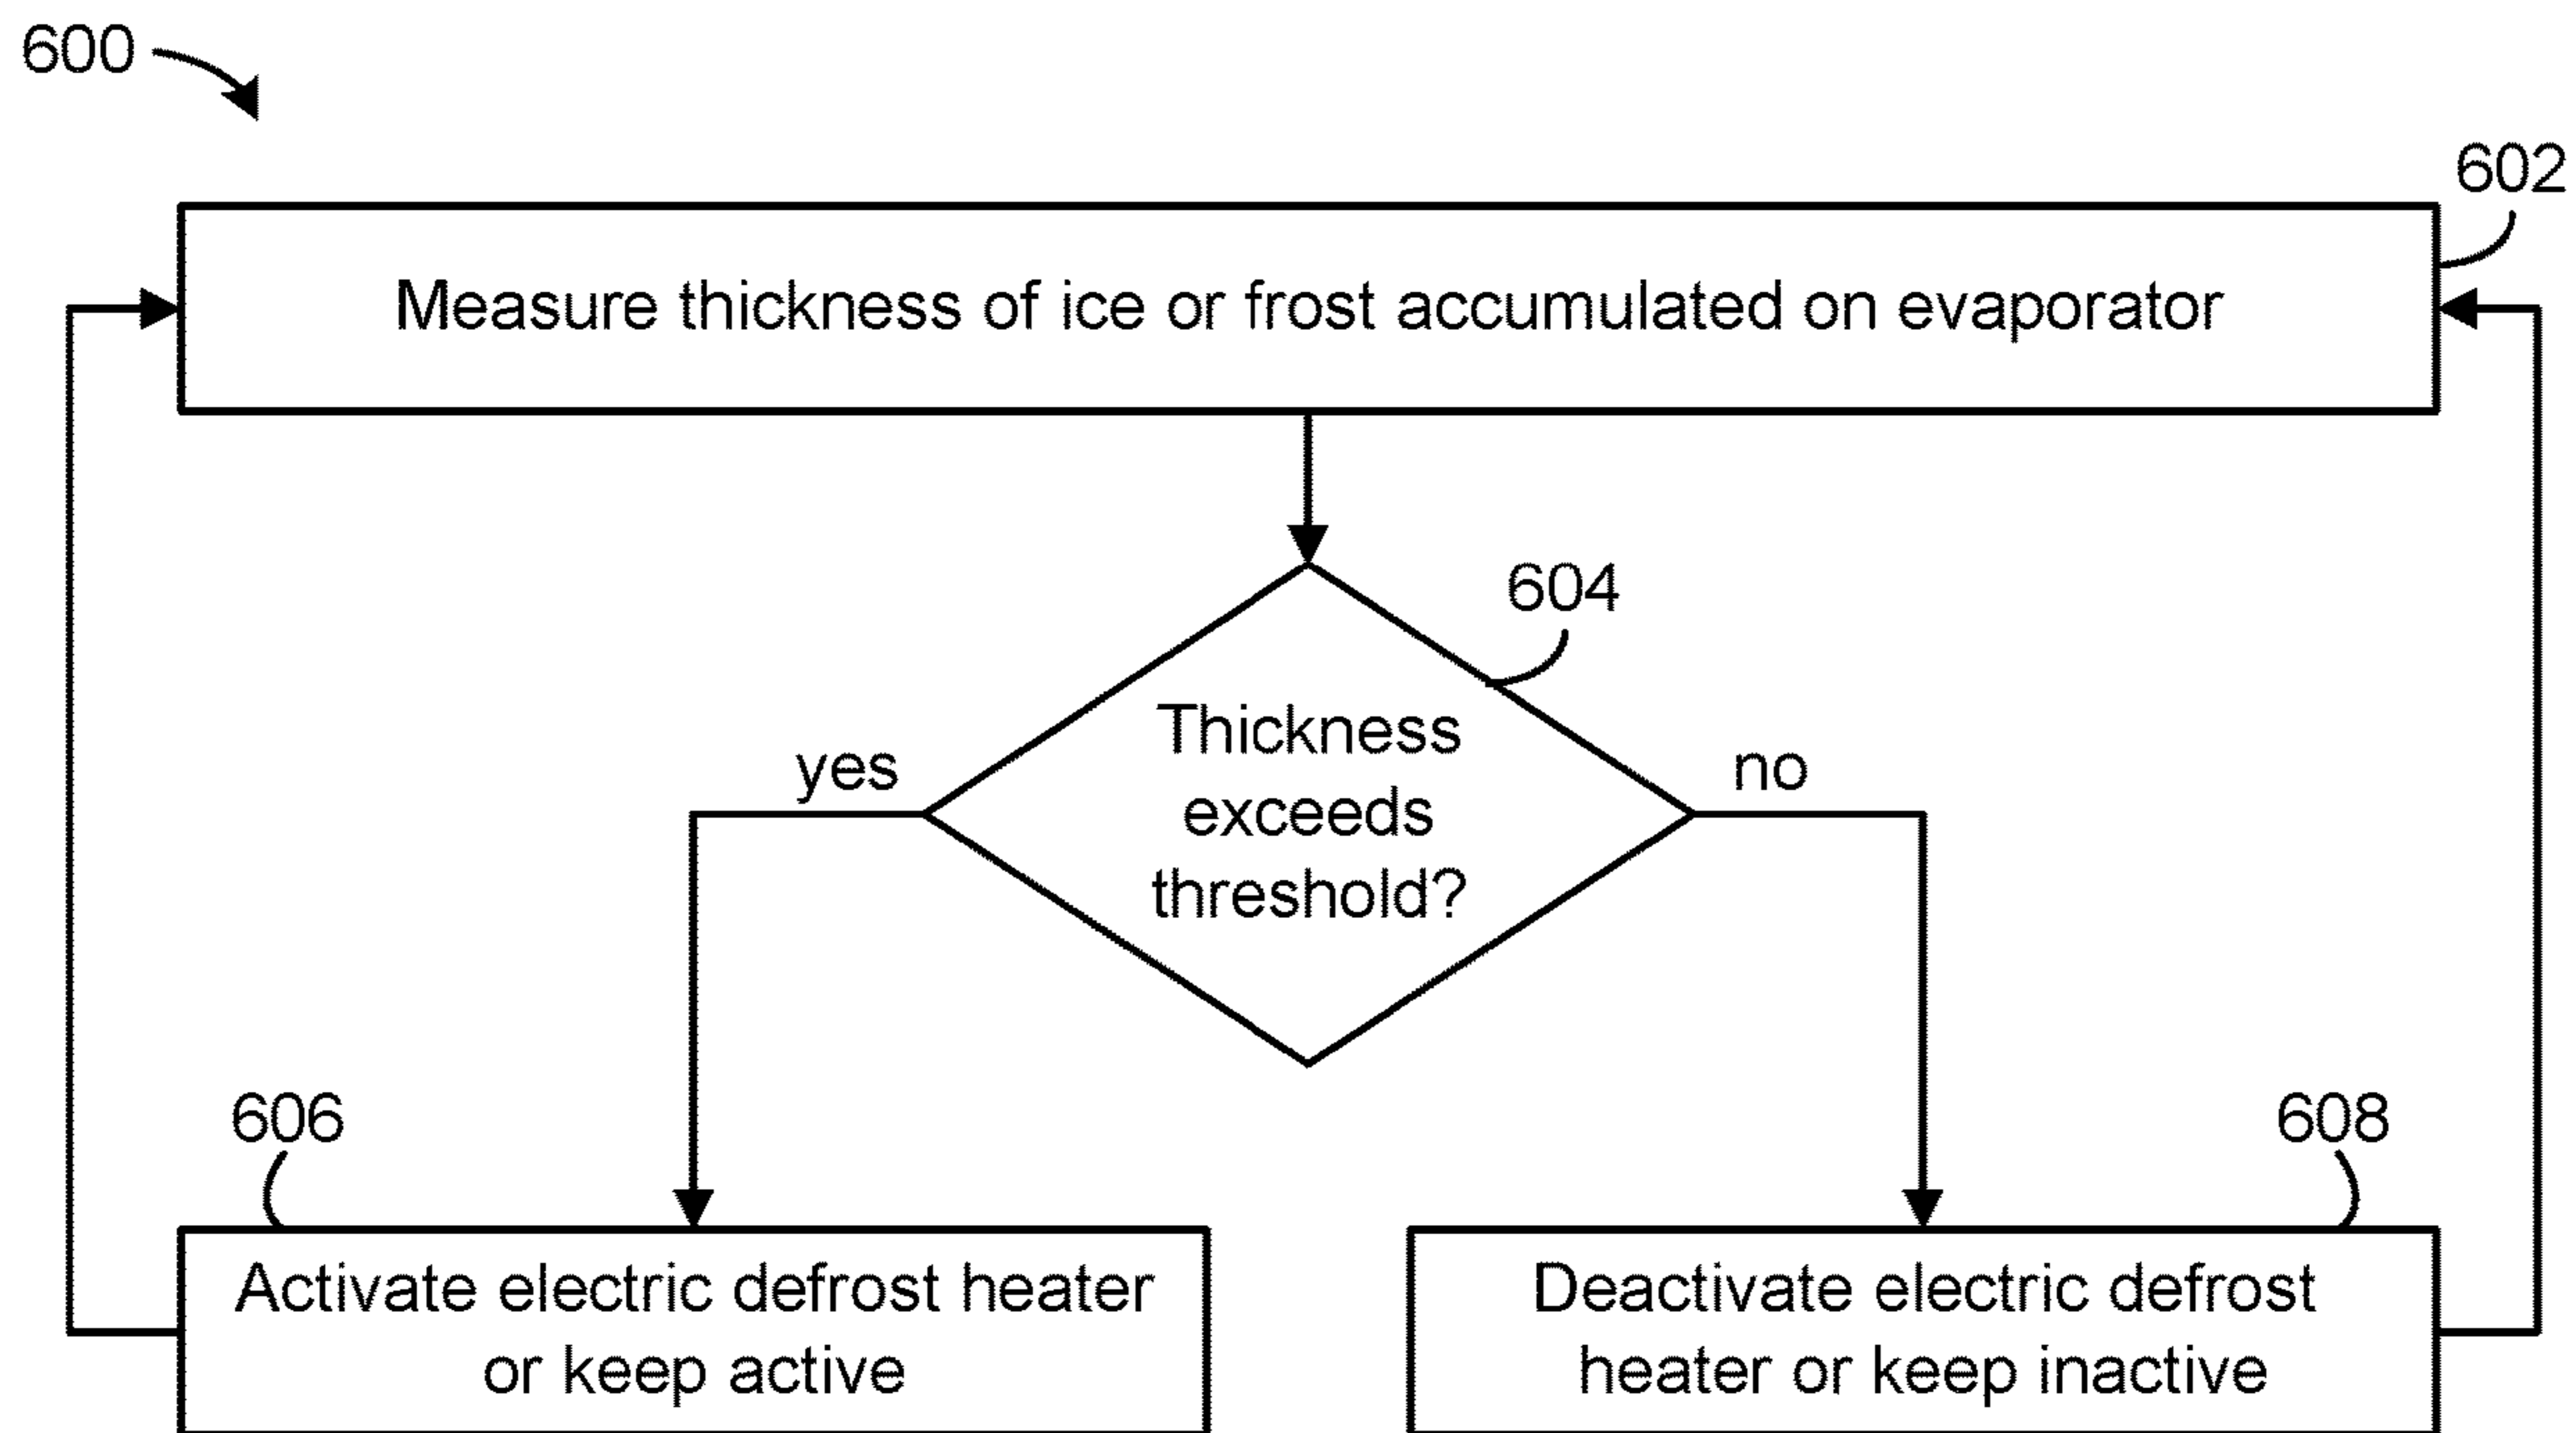 600
602
Measure thickness of ice or frost accumulated on evaporator
604
Thickness
exceeds
threshold?
yes
no
606
608
Activate electric defrost heater
or keep active
Deactivate electric defrost
heater or keep inactive